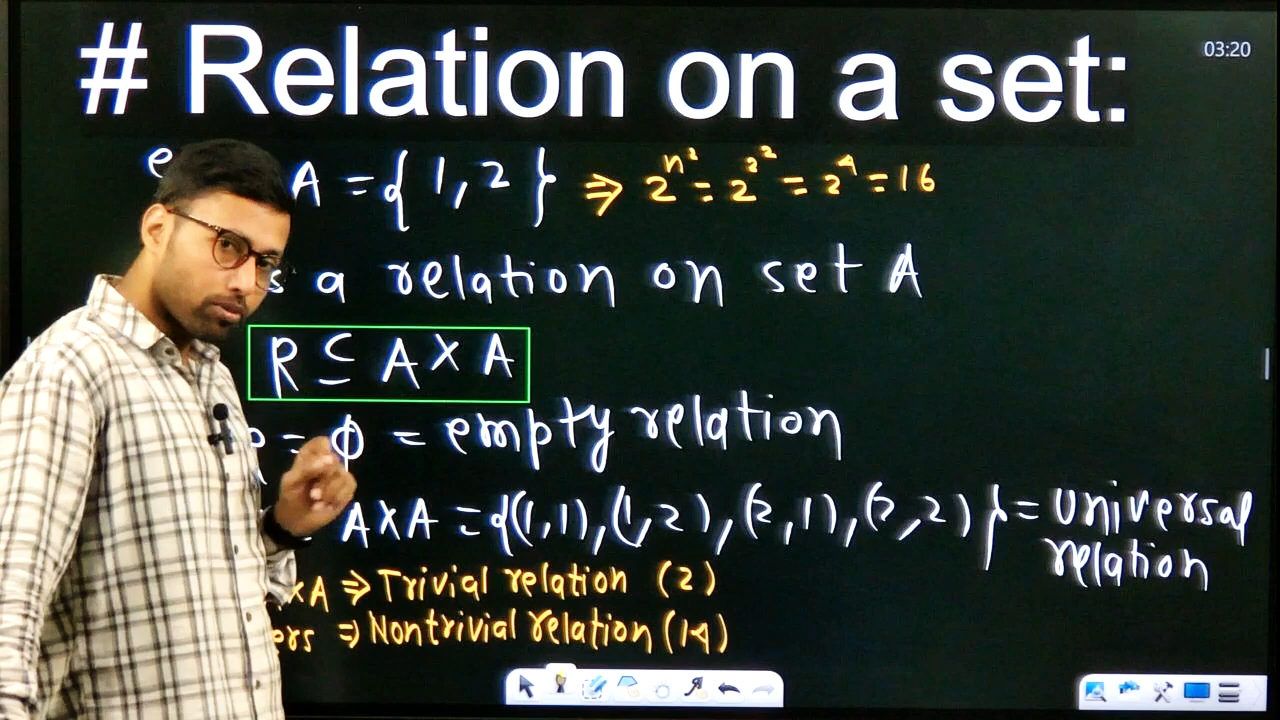 # Relation on a set:
03:20
A = {1, 2} ⇒ 2^n² = 2^2² = 2^4 = 16
a relation on set A
R ⊆ A × A
= φ = empty relation
A×A = {(1,1),(1,2),(2,1),(2,2)} = universal
relation
×A ⇒ Trivial relation (2)
⇒ Nontrivial relation (14)